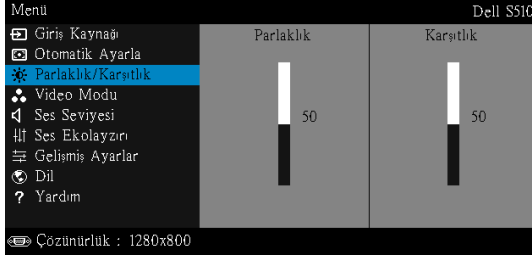 Menü Dell S510
Giriş Kaynağı
Otomatik Ayarla
Parlaklık/Karşıtlık
Video Modu
Ses Seviyesi
Ses Ekolayzırı
Gelişmiş Ayarlar
Dil
? Yardım
Parlaklık Karşıtlık
50 50
Çözünürlük : 1280x800